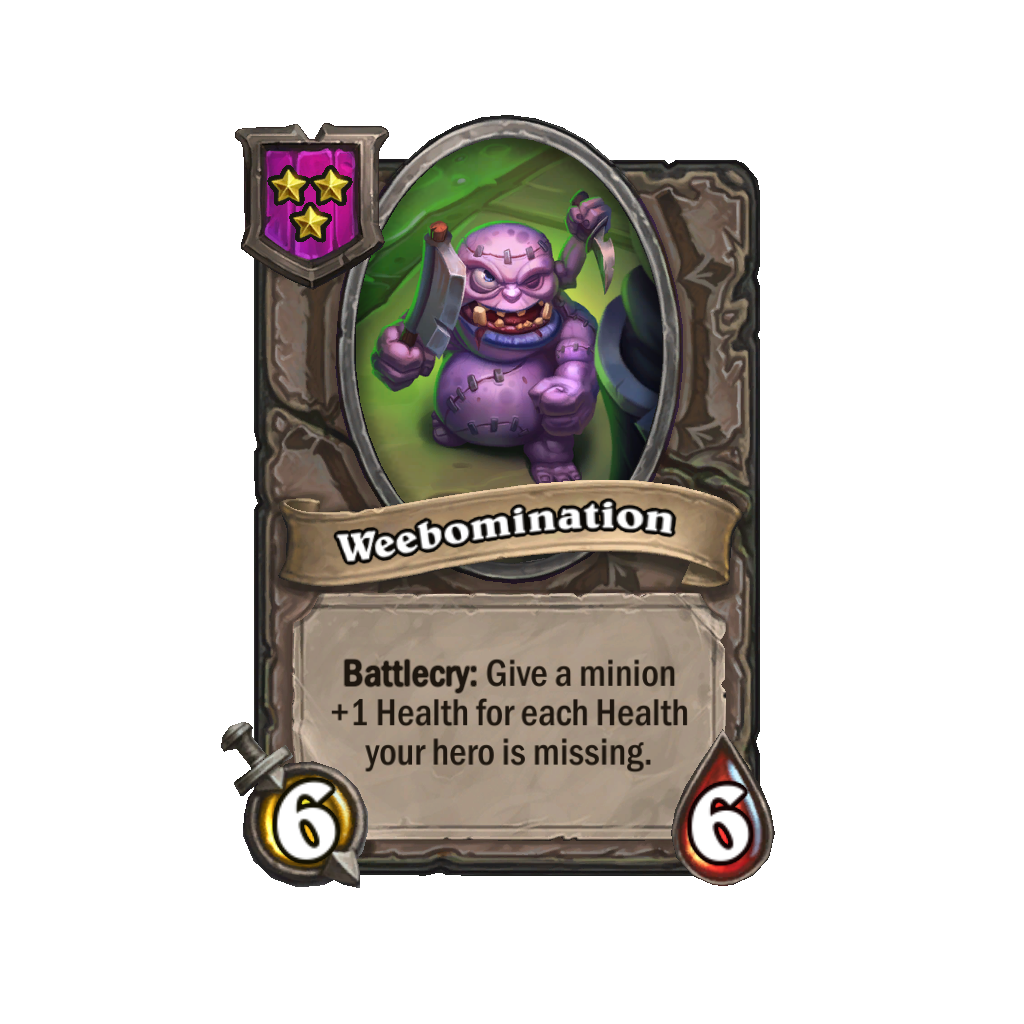 Weebomination
Battlecry: Give a minion
+1 Health for each Health
your hero is missing.
6
6